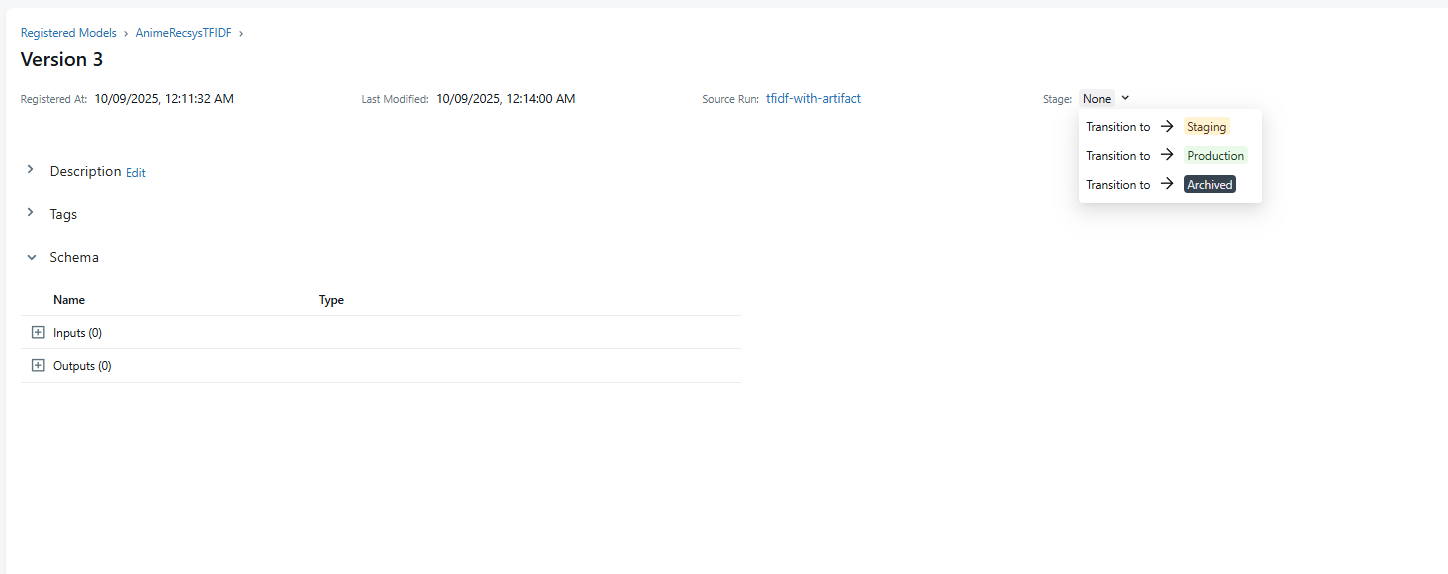 Registered Models › AnimeRecsysTFIDF ›
Version 3
Registered At: 10/09/2025, 12:11:32 AM Last Modified: 10/09/2025, 12:14:00 AM Source Run: tfidf-with-artifact Stage: None
Transition to → Staging
Transition to → Production
Transition to → Archived
Description Edit
Tags
Schema
Name Type
Inputs (0)
Outputs (0)